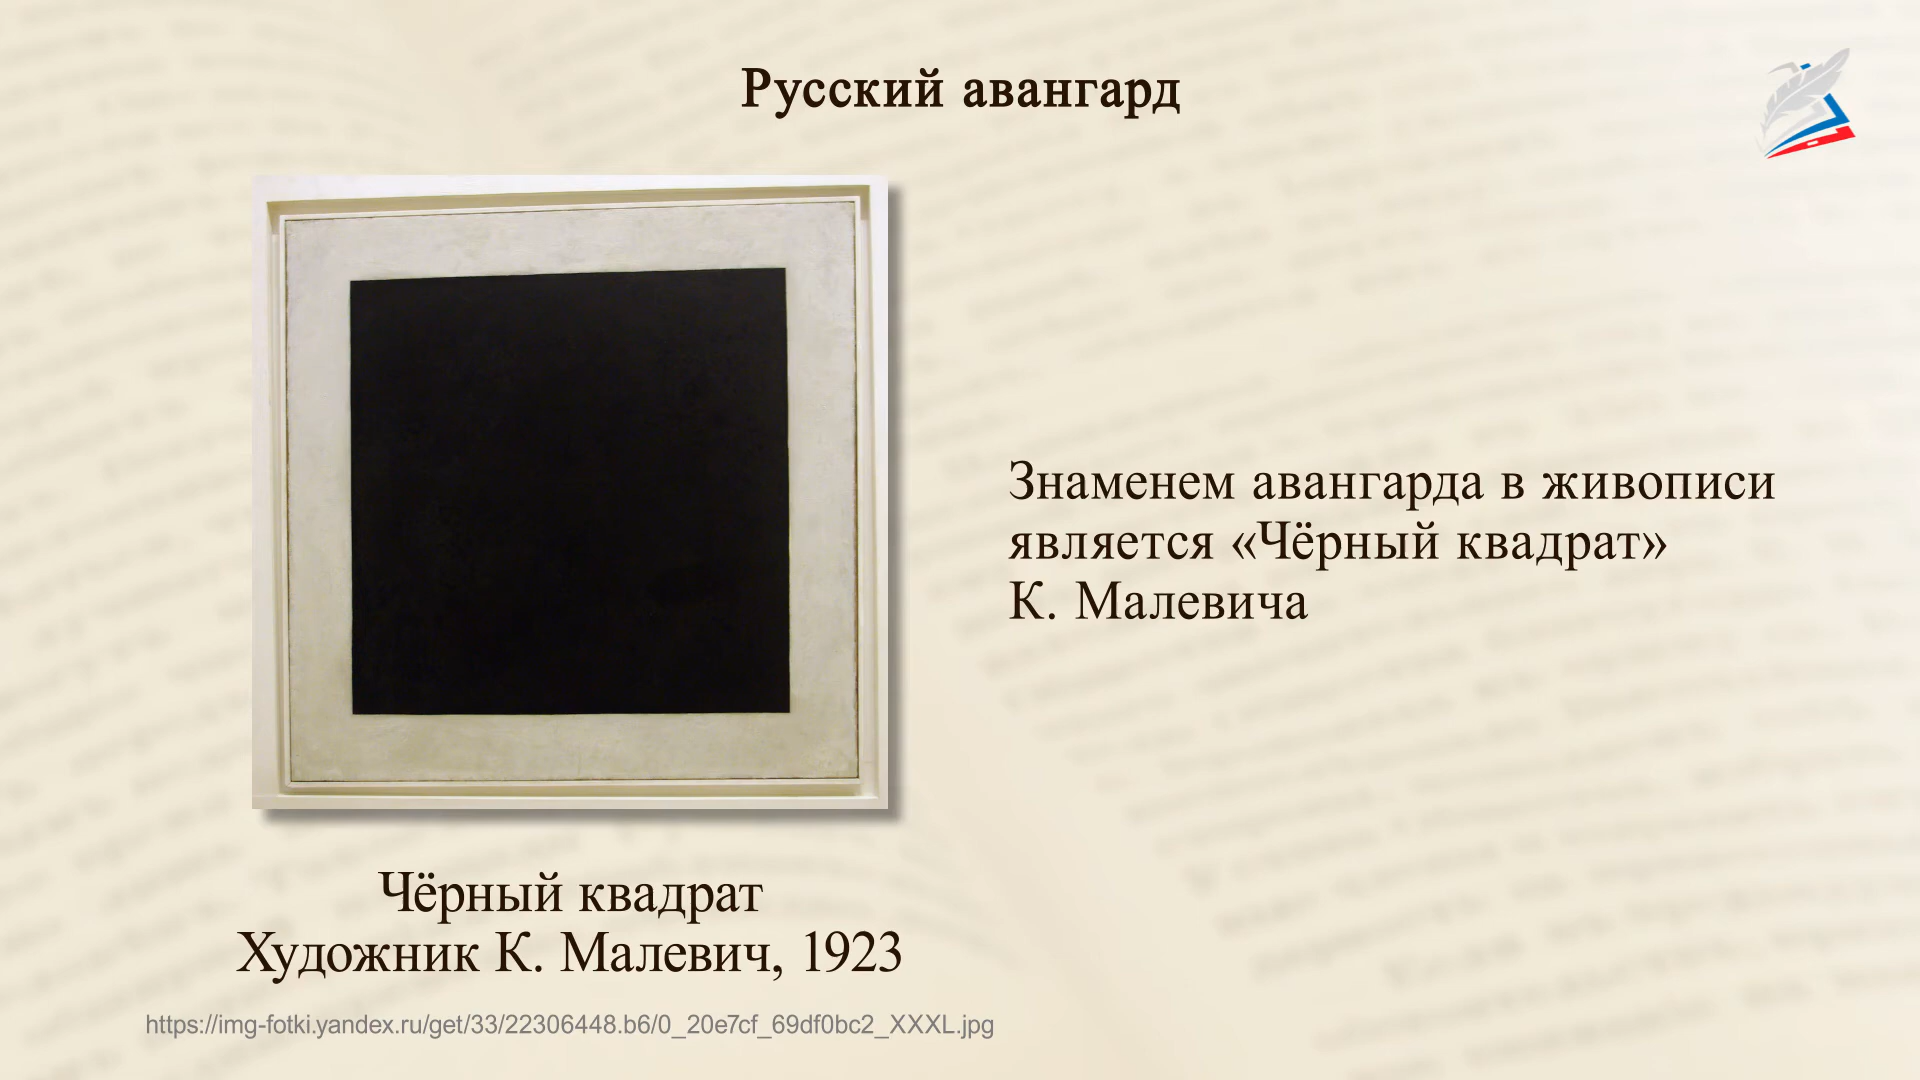 Русский авангард
Знаменем авангарда в живописи
является «Чёрный квадрат»
К. Малевича
Чёрный квадрат
Художник К. Малевич, 1923
https://img-fotki.yandex.ru/get/33/22306448.b6/0_20e7cf_69df0bc2_XXXL.jpg